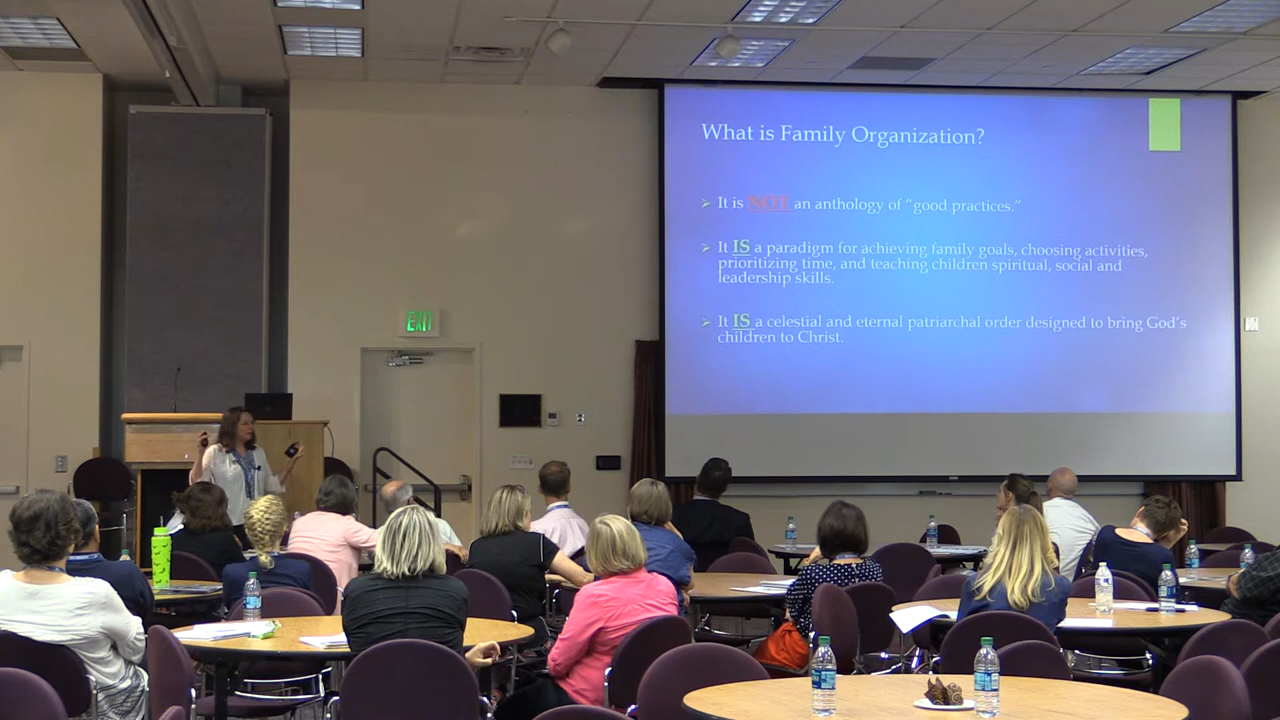 What is Family Organization?
➢ It is NOT an anthology of “good practices.”
➢ It IS a paradigm for achieving family goals, choosing activities,
prioritizing time, and teaching children spiritual, social and
leadership skills.
➢ It IS a celestial and eternal patriarchal order designed to bring God’s
children to Christ.
EXIT